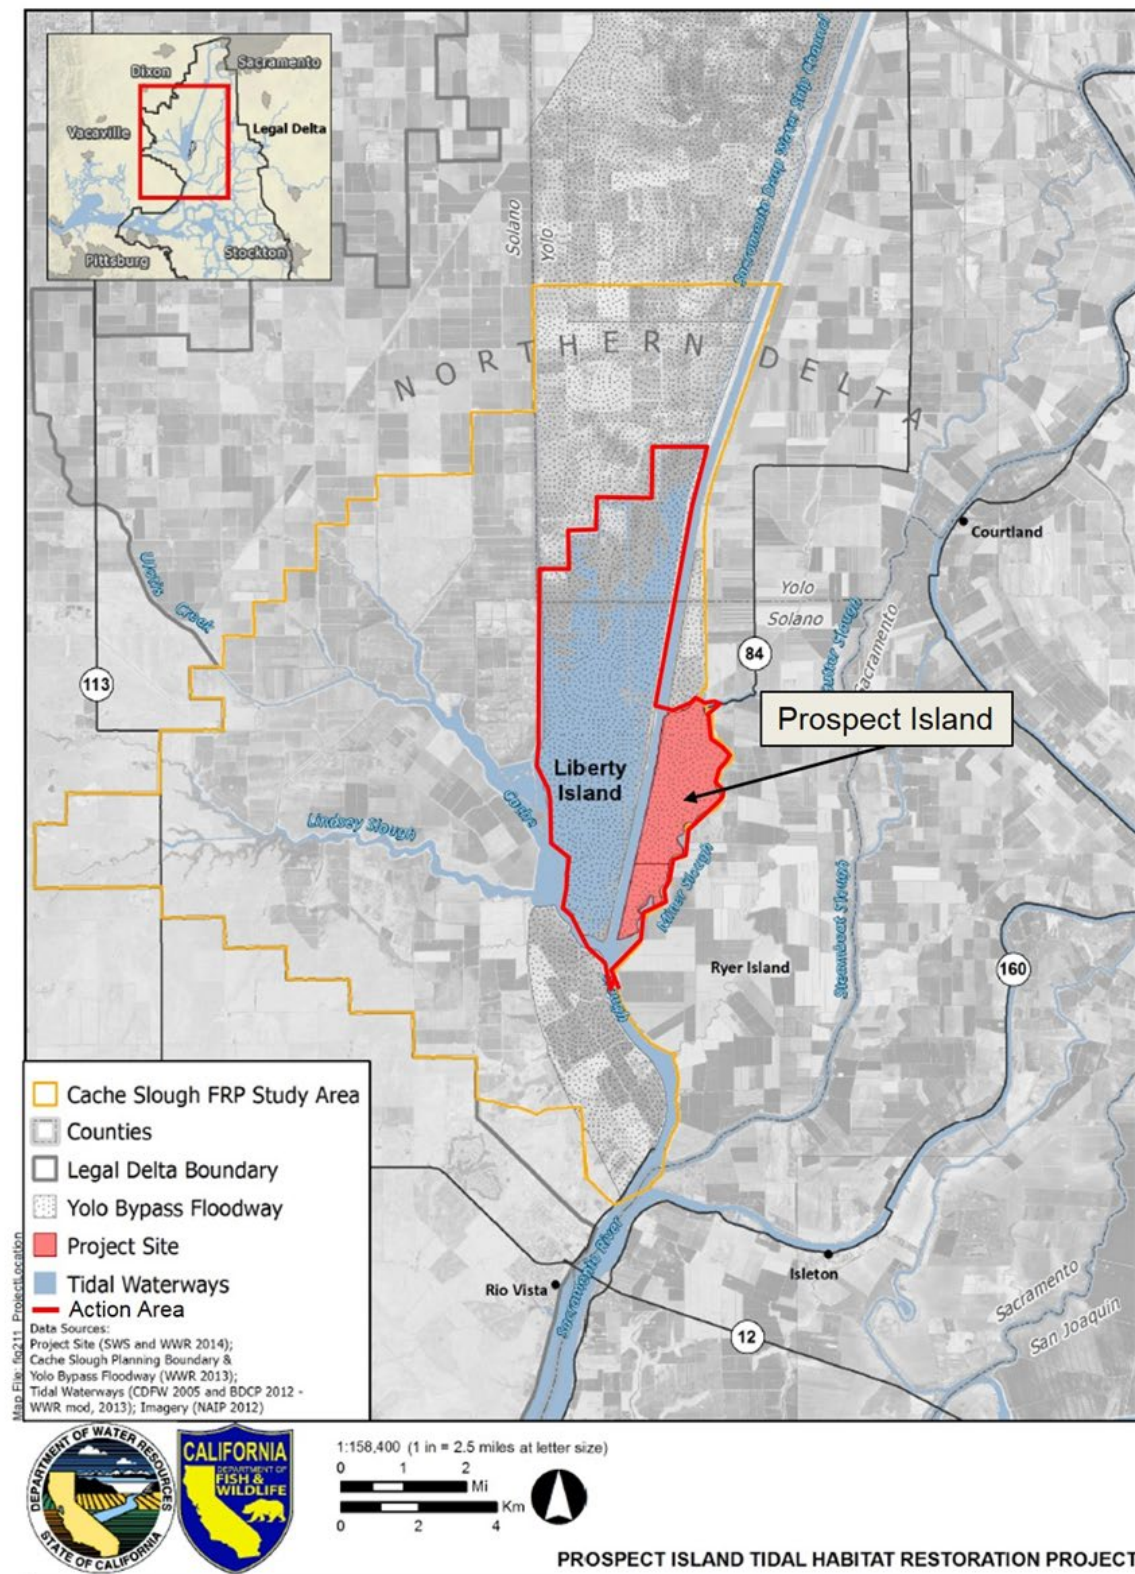 Dixon
Sacramento
Vacaville
Legal Delta
Pittsburg
Stockton
Solano
Yolo
Sacramento Deep Water Ship Channel
NORTHERN DELTA
Courtland
Ulatis Creek
Yolo
Solano
84
Sutter Slough
Sacramento
113
Prospect Island
Liberty
Island
Cache
Lindsey Slough
Miner Slough
Ryer Island
Steamboat Slough
160
Slough
Cache Slough FRP Study Area
Counties
Legal Delta Boundary
Yolo Bypass Floodway
Project Site
Tidal Waterways
Action Area
Data Sources:
Project Site (SWS and WWR 2014);
Cache Slough Planning Boundary &
Yolo Bypass Floodway (WWR 2013);
Tidal Waterways (CDFW 2005 and BDCP 2012 -
WWR mod, 2013); Imagery (NAIP 2012)
Map File: fig211_ProjectLocation
Rio Vista
Sacramento River
Isleton
12
Sacramento
San Joaquin
DEPARTMENT OF WATER RESOURCES
STATE OF CALIFORNIA
CALIFORNIA
DEPARTMENT OF
FISH &
WILDLIFE
1:158,400 (1 in = 2.5 miles at letter size)
0 1 2
Mi
Km
0 2 4
PROSPECT ISLAND TIDAL HABITAT RESTORATION PROJECT